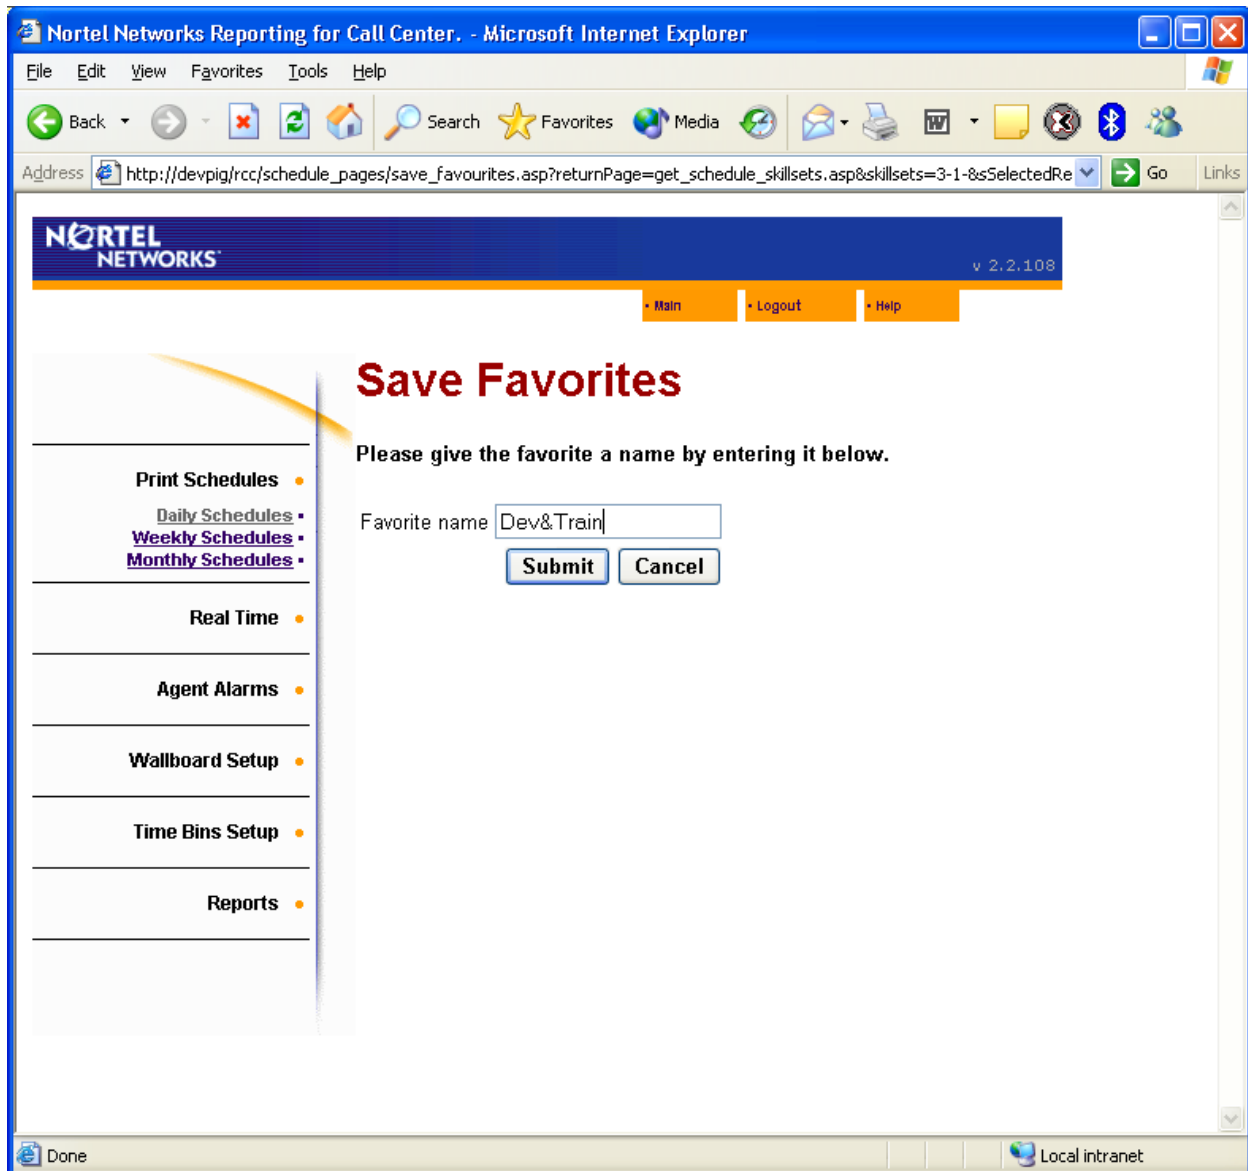 Nortel Networks Reporting for Call Center. - Microsoft Internet Explorer
File Edit View Favorites Tools Help
Back Search Favorites Media
Address http://devpig/rcc/schedule_pages/save_favourites.asp?returnPage=get_schedule_skillsets.asp&skillsets=3-1-&sSelectedRe Go Links
NORTEL
NETWORKS
v 2.2.108
Main Logout Help
Save Favorites
Please give the favorite a name by entering it below.
Favorite name Dev&Train
Submit Cancel
Print Schedules
Daily Schedules
Weekly Schedules
Monthly Schedules
Real Time
Agent Alarms
Wallboard Setup
Time Bins Setup
Reports
Done Local intranet